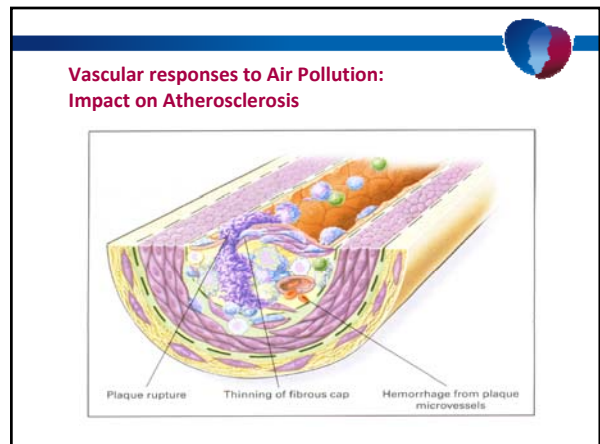 Vascular responses to Air Pollution:
Impact on Atherosclerosis
Plaque rupture
Thinning of fibrous cap
Hemorrhage from plaque
microvessels